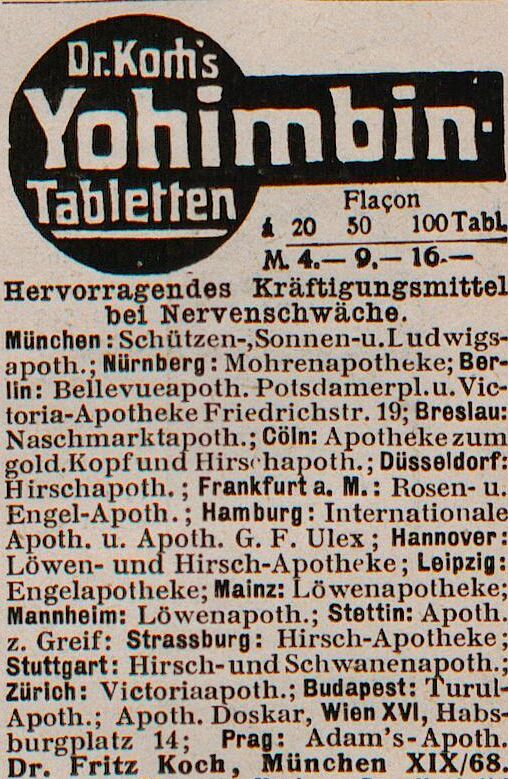 Dr. Koch's
Yohimbin-
Tabletten
Flaçon
à 20 50 100 Tabl.
M. 4.— 9.— 16.—
Hervorragendes Kräftigungsmittel
bei Nervenschwäche.
München: Schützen-, Sonnen- u. Ludwigs-
apoth.; Nürnberg: Mohrenapotheke; Ber-
lin: Bellevueapoth. Potsdamerpl. u. Vic-
toria-Apotheke Friedrichstr. 19; Breslau:
Naschmarktapoth.; Cöln: Apotheke zum
gold. Kopf und Hirschapoth.; Düsseldorf:
Hirschapoth.; Frankfurt a. M.: Rosen- u.
Engel-Apoth.; Hamburg: Internationale
Apoth. u. Apoth. G. F. Ulex; Hannover:
Löwen- und Hirsch-Apotheke; Leipzig:
Engelapotheke; Mainz: Löwenapotheke;
Mannheim: Löwenapoth.; Stettin: Apoth.
z. Greif: Strassburg: Hirsch-Apotheke;
Stuttgart: Hirsch- und Schwanenapoth.;
Zürich: Victoriaapoth.; Budapest: Turul-
Apoth.; Apoth. Doskar, Wien XVI, Habs-
burgplatz 14; Prag: Adam's-Apoth.
Dr. Fritz Koch, München XIX/68.